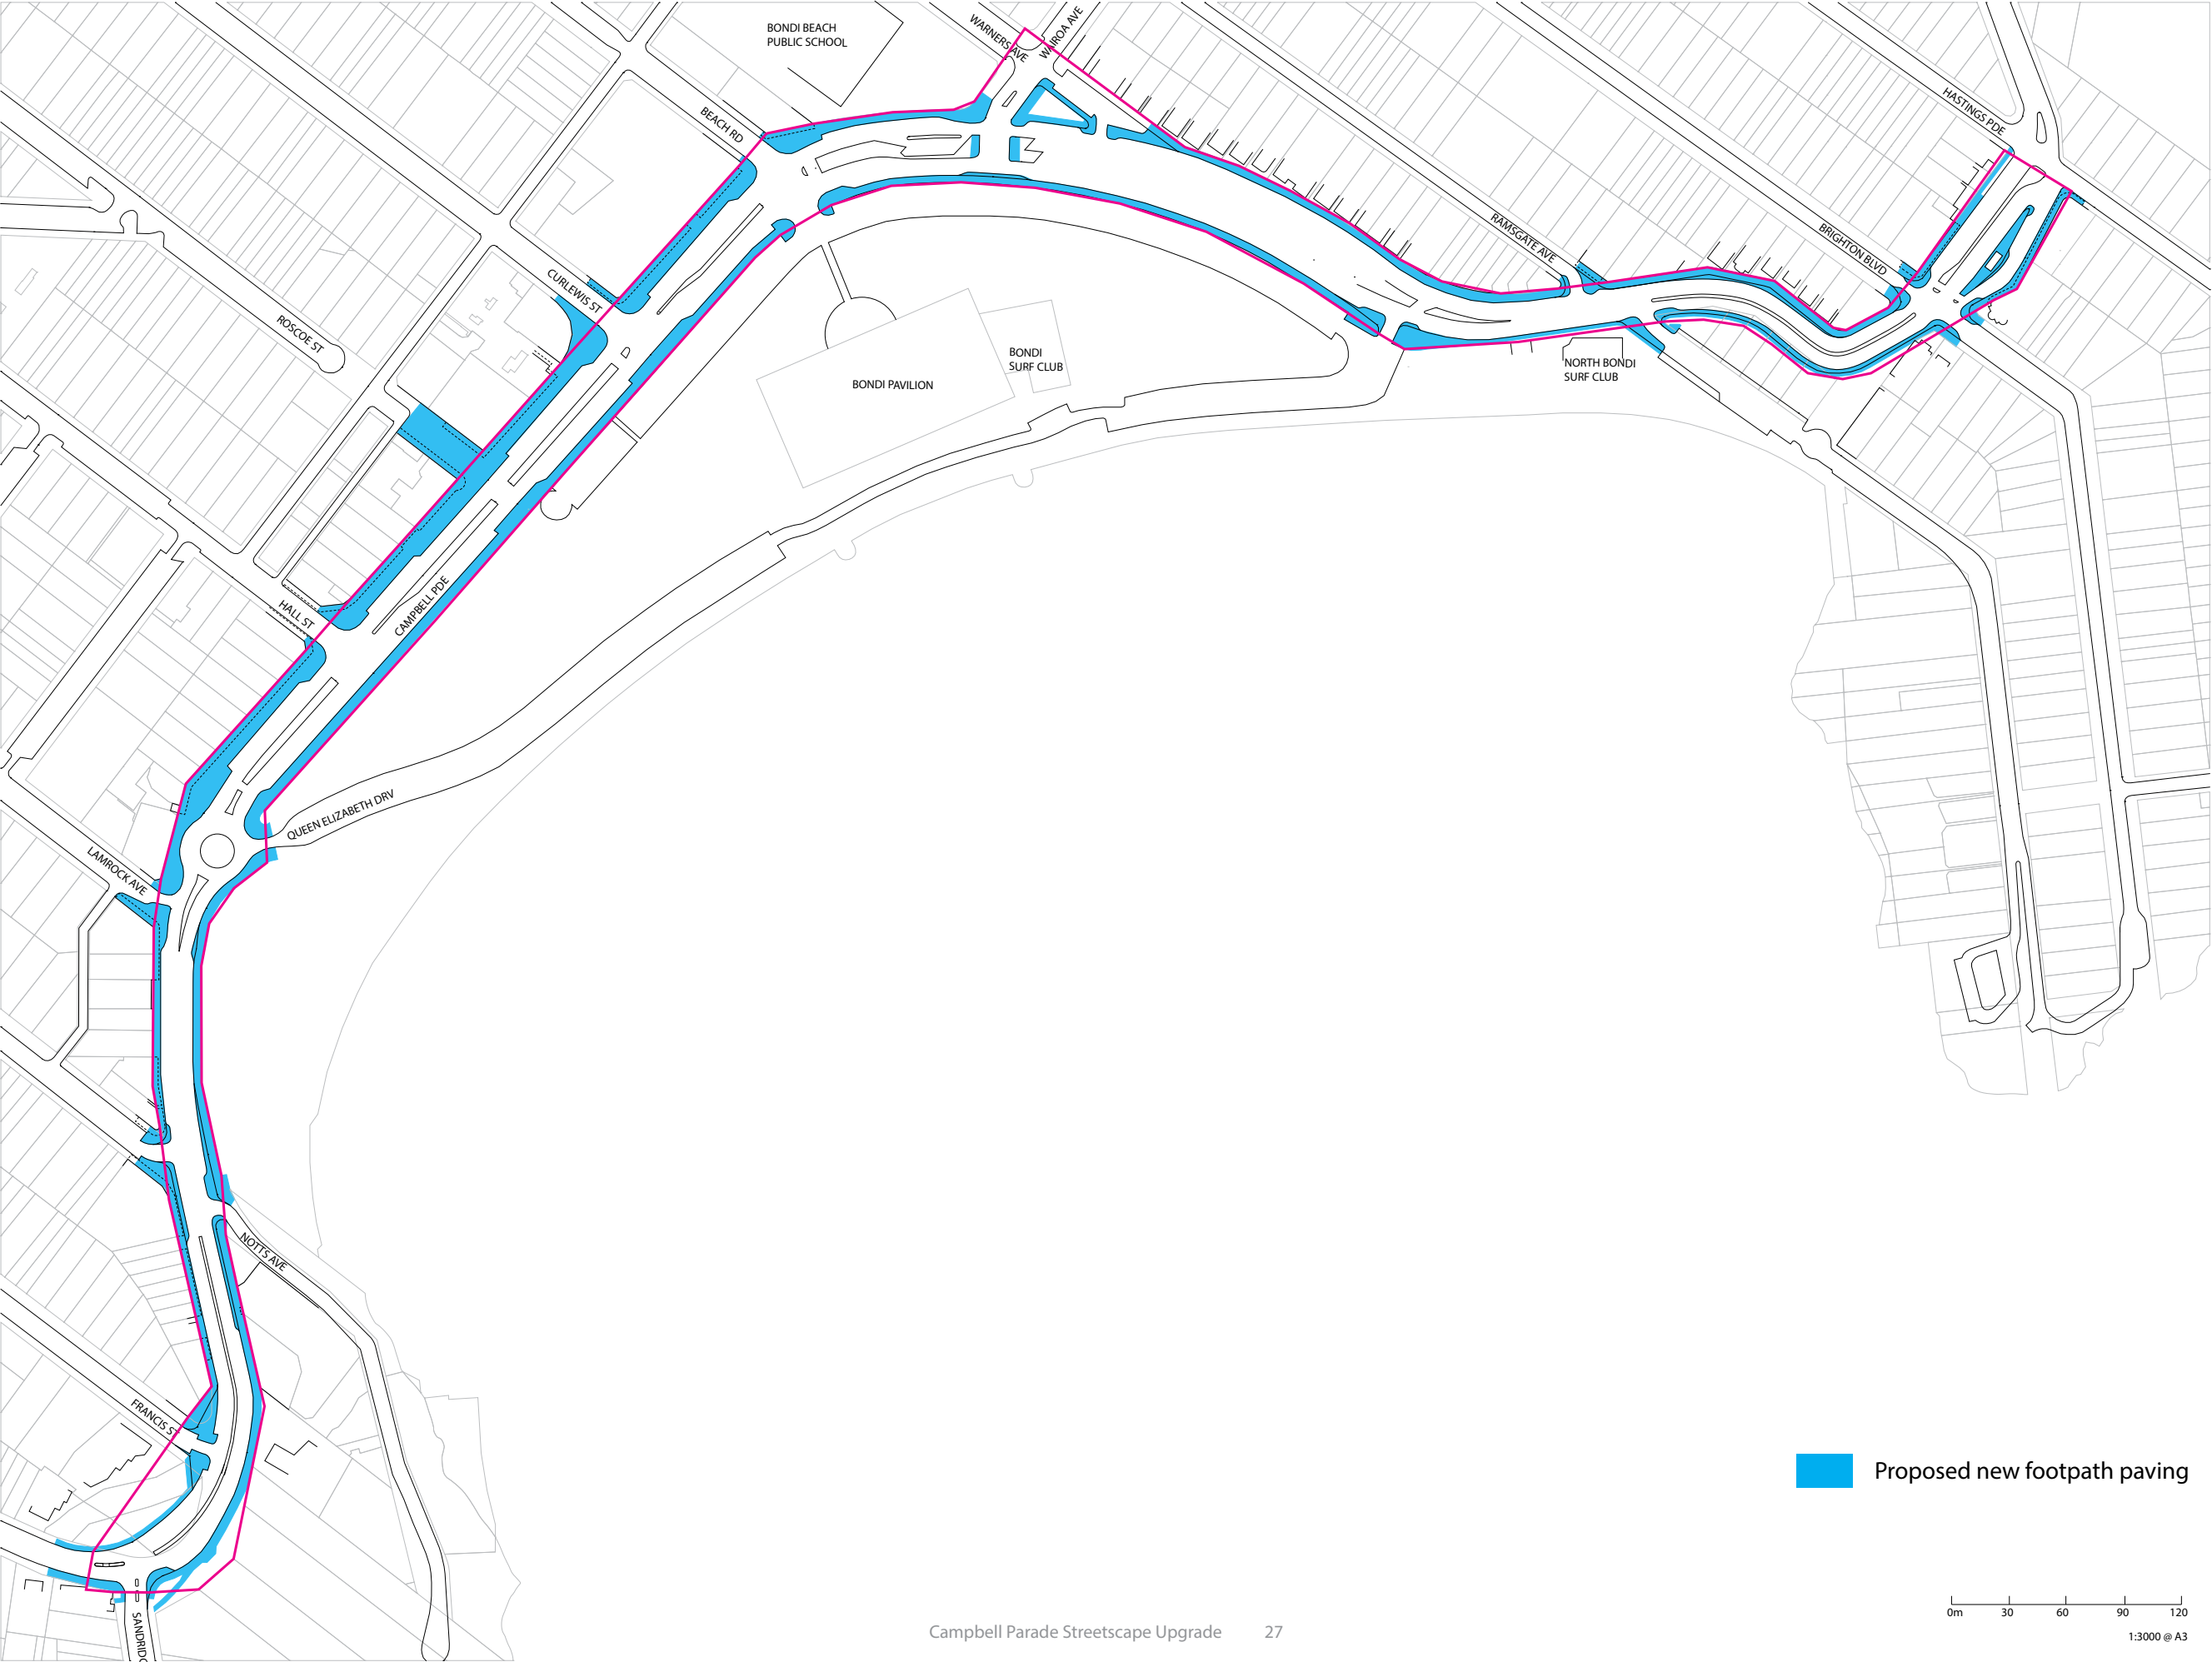 BONDI BEACH
PUBLIC SCHOOL
WARNERS AVE
WAIROA AVE
BEACH RD
HASTINGS PDE
RAMSGATE AVE
BRIGHTON BLVD
CURLEWIS ST
ROSCOE ST
BONDI
SURF CLUB
BONDI PAVILION
NORTH BONDI
SURF CLUB
HALL ST
CAMPBELL PDE
QUEEN ELIZABETH DRV
LAMROCK AVE
NOTTS AVE
FRANCIS ST
SANDRIDG
Proposed new footpath paving
0m 30 60 90 120
1:3000 @ A3
Campbell Parade Streetscape Upgrade 27